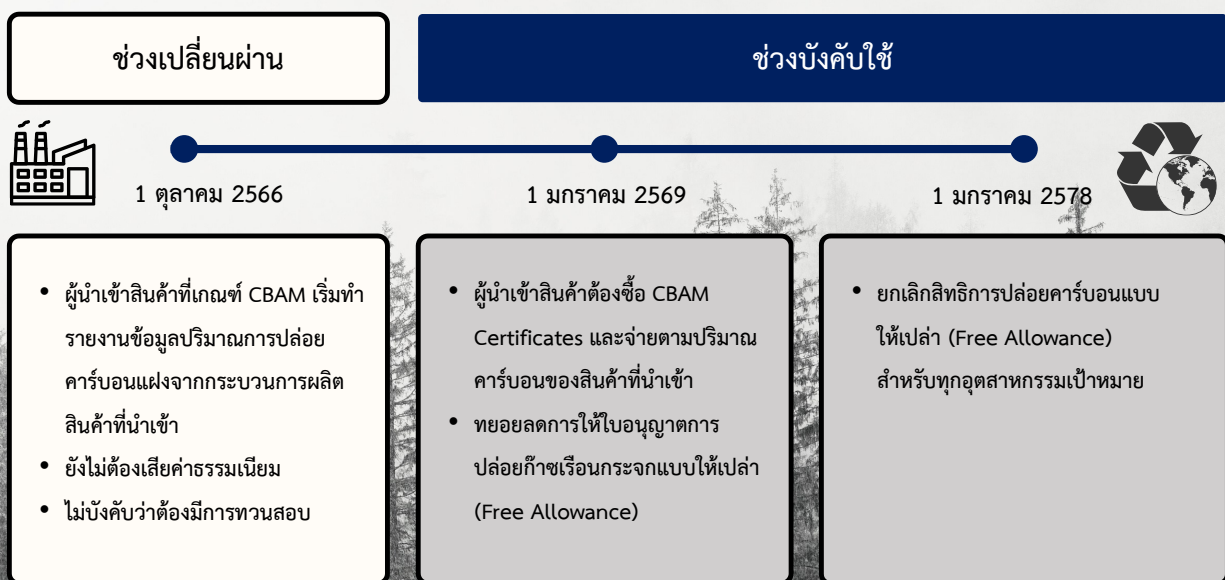 ช่วงเปลี่ยนผ่าน
ช่วงบังคับใช้
1 ตุลาคม 2566
1 มกราคม 2569
1 มกราคม 2578
• ผู้นำเข้าสินค้าที่เกณฑ์ CBAM เริ่มทำ
รายงานข้อมูลปริมาณการปล่อย
คาร์บอนแฝงจากกระบวนการผลิต
สินค้าที่นำเข้า
• ยังไม่ต้องเสียค่าธรรมเนียม
• ไม่บังคับว่าต้องมีการทวนสอบ
• ผู้นำเข้าสินค้าต้องซื้อ CBAM
Certificates และจ่ายตามปริมาณ
คาร์บอนของสินค้าที่นำเข้า
• ทยอยลดการให้ใบอนุญาตการ
ปล่อยก๊าซเรือนกระจกแบบให้เปล่า
(Free Allowance)
• ยกเลิกสิทธิการปล่อยคาร์บอนแบบ
ให้เปล่า (Free Allowance)
สำหรับทุกอุตสาหกรรมเป้าหมาย